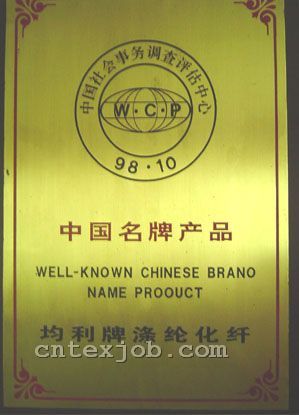 中国社会事务调查评估中心
W·C·P
98·10
中国名牌产品
WELL-KNOWN CHINESE BRANO
NAME PROOUCT
均利牌涤纶化纤
cntexjob.com